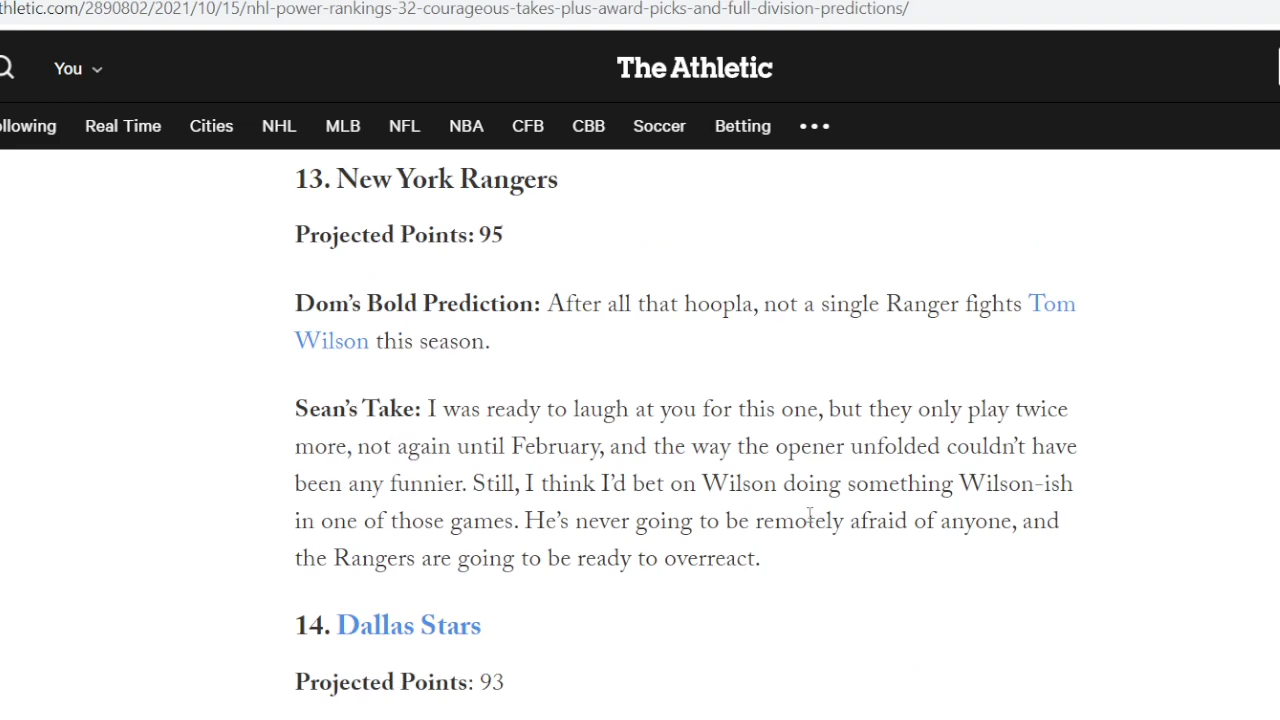 thletic.com/2890802/2021/10/15/nhl-power-rankings-32-courageous-takes-plus-award-picks-and-full-division-predictions/
You
The Athletic
llowing Real Time Cities NHL MLB NFL NBA CFB CBB Soccer Betting
13. New York Rangers
Projected Points: 95
Dom's Bold Prediction: After all that hoopla, not a single Ranger fights Tom
Wilson this season.
Sean's Take: I was ready to laugh at you for this one, but they only play twice
more, not again until February, and the way the opener unfolded couldn't have
been any funnier. Still, I think I'd bet on Wilson doing something Wilson-ish
in one of those games. He's never going to be remotely afraid of anyone, and
the Rangers are going to be ready to overreact.
14. Dallas Stars
Projected Points: 93